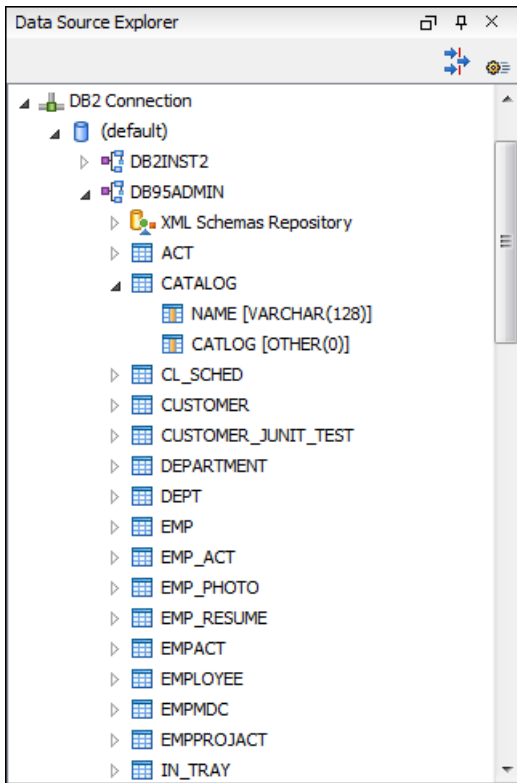 Data Source Explorer
DB2 Connection
(default)
DB2INST2
DB95ADMIN
XML Schemas Repository
ACT
CATALOG
NAME [VARCHAR(128)]
CATLOG [OTHER(0)]
CL_SCHED
CUSTOMER
CUSTOMER_JUNIT_TEST
DEPARTMENT
DEPT
EMP
EMP_ACT
EMP_PHOTO
EMP_RESUME
EMPACT
EMPLOYEE
EMPMDC
EMPPROJACT
IN_TRAY